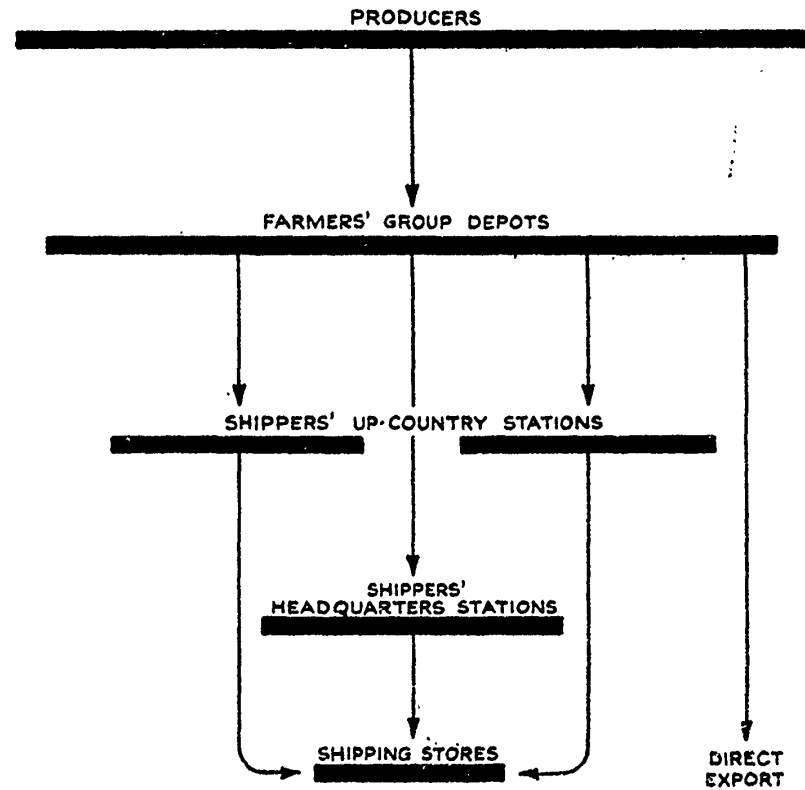 PRODUCERS
FARMERS' GROUP DEPOTS
SHIPPERS' UP-COUNTRY STATIONS
SHIPPERS'
HEADQUARTERS STATIONS
SHIPPING STORES
DIRECT
EXPORT